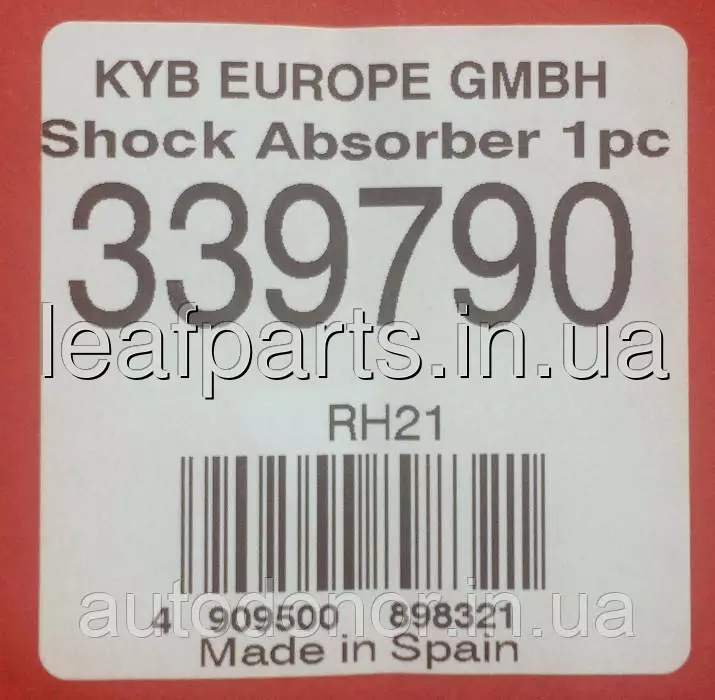 KYB EUROPE GMBH
Shock Absorber 1pc
339790
leafparts.in.ua
RH21
autodonor.in.ua
4 909500 898321
Made in Spain